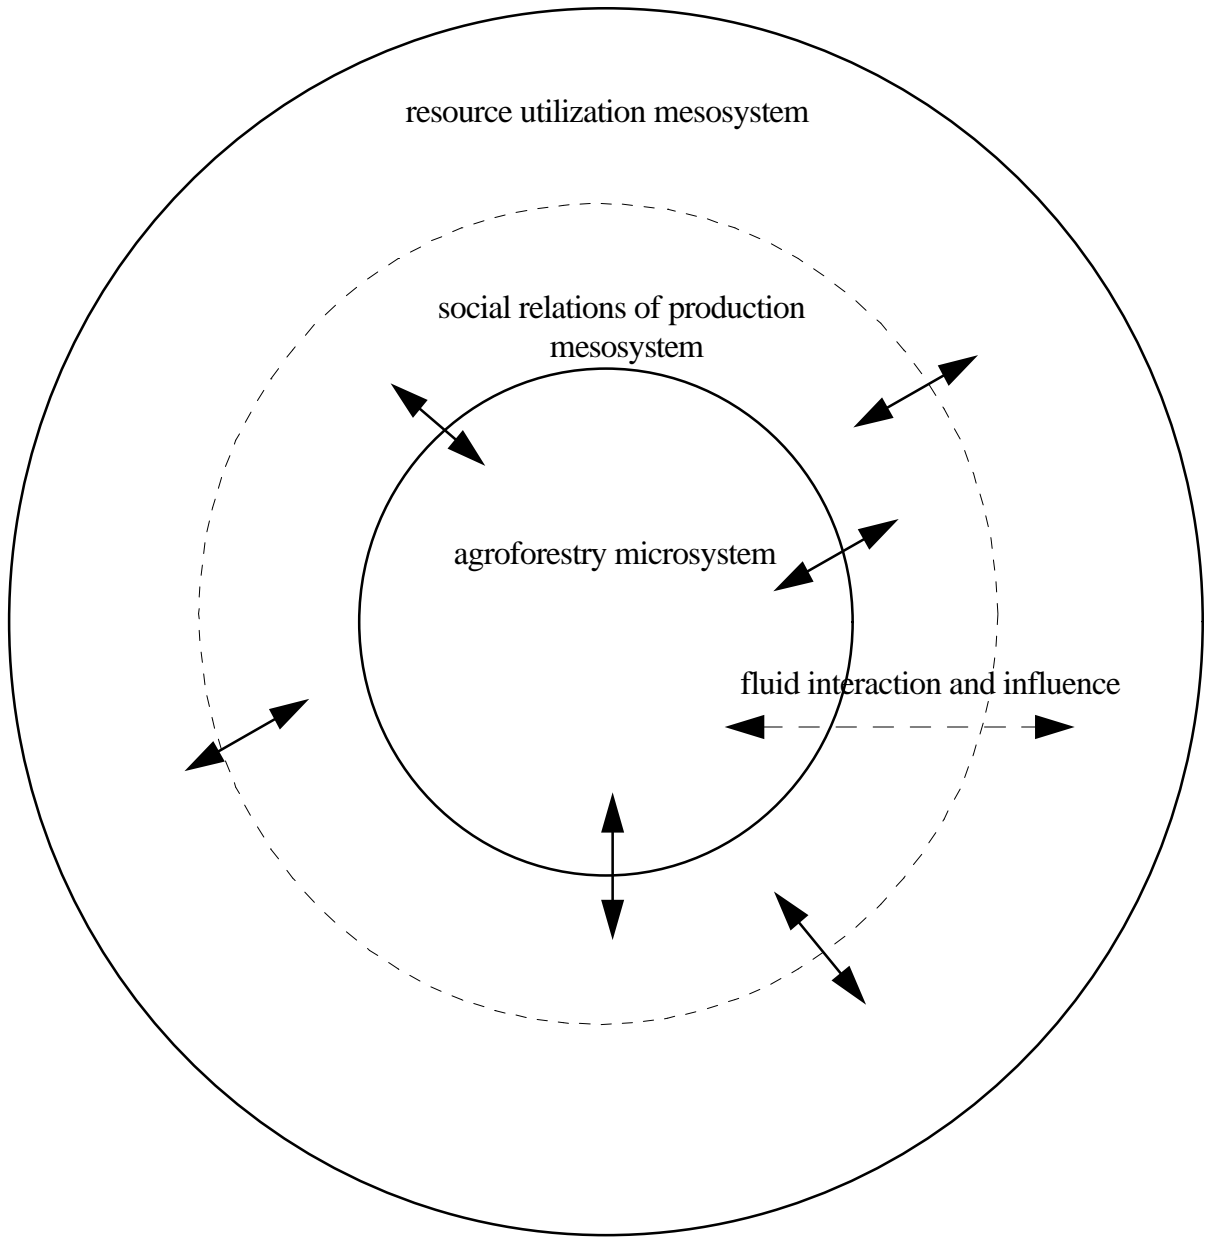 resource utilization mesosystem
social relations of production
mesosystem
agroforestry microsystem
fluid interaction and influence